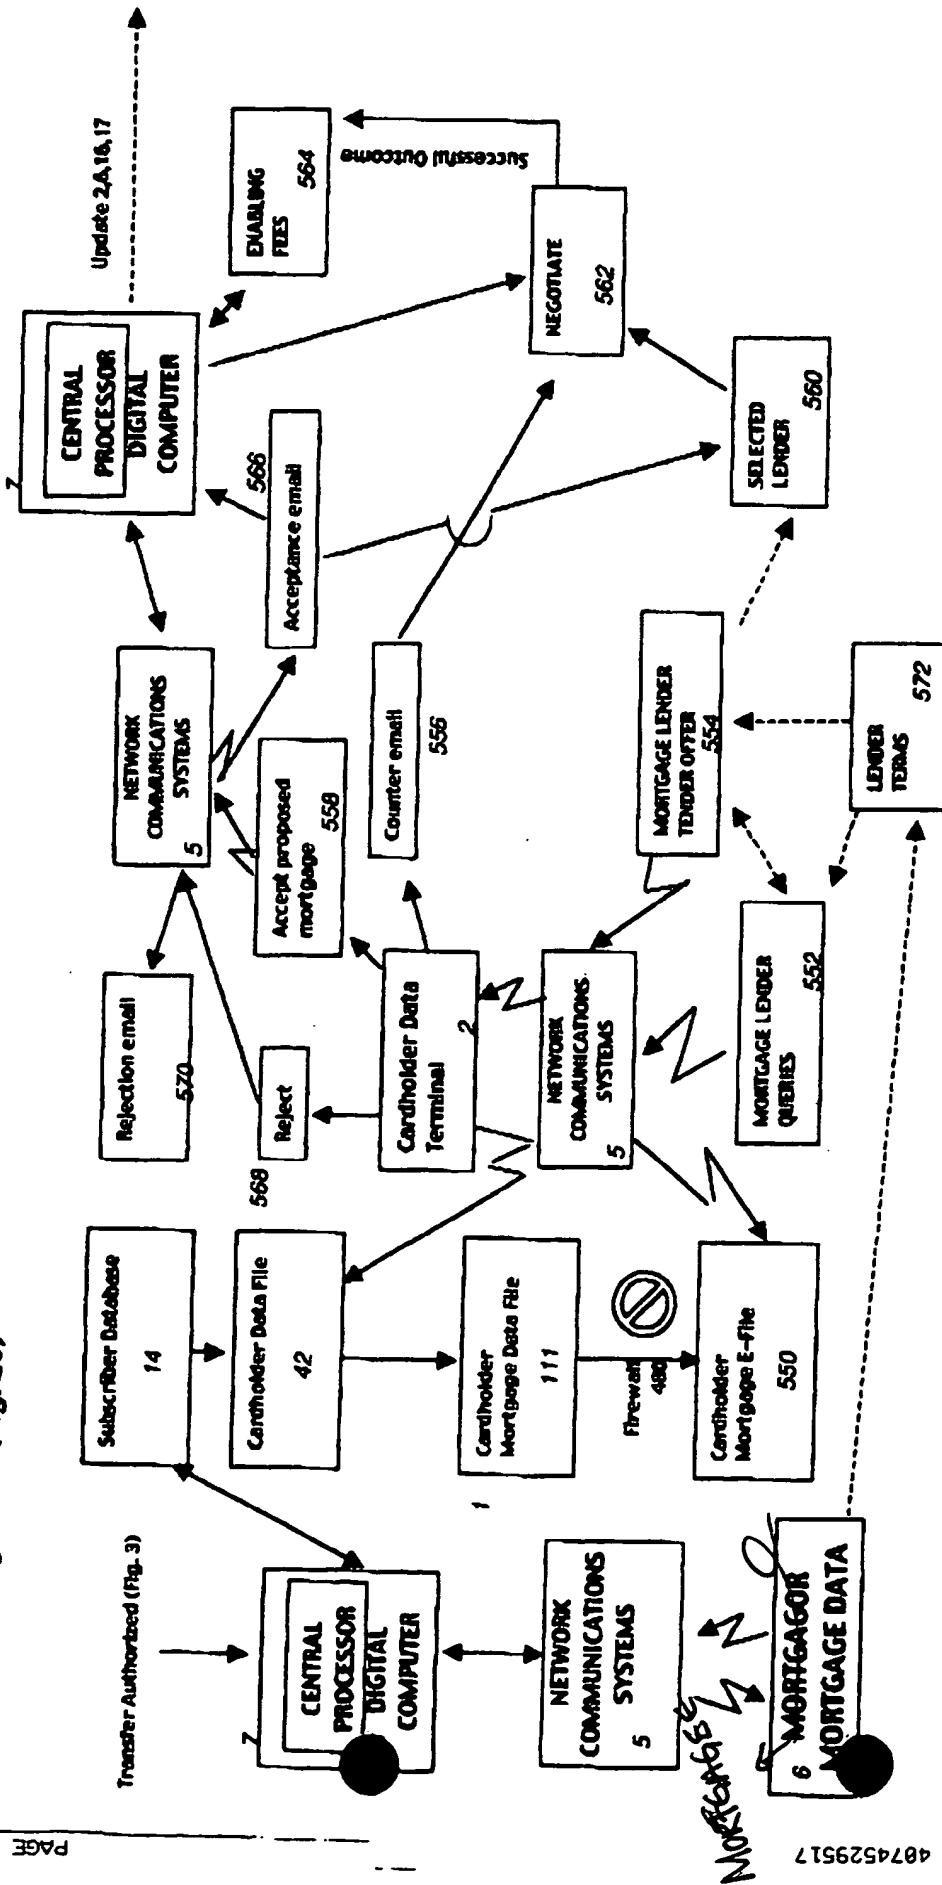 PAGE
4074529517
Transfer Authorized (Fig. 3)
7
CENTRAL
PROCESSOR
DIGITAL
COMPUTER
NETWORK
COMMUNICATIONS
SYSTEMS
5
MORTGAGEE
6
MORTGAGOR
MORTGAGE DATA
Subscriber Database
14
Cardholder Data File
42
1
Cardholder
Mortgage Data File
111
Firewall
480
Cardholder
Mortgage E-File
550
Rejection email
570
568
Reject
Cardholder Data
Terminal
2
NETWORK
COMMUNICATIONS
SYSTEMS
5
MORTGAGE LENDER
QUERIES
552
NETWORK
COMMUNICATIONS
SYSTEMS
5
Accept proposed
mortgage
558
Counter email
556
MORTGAGE LENDER
TENDER OFFER
554
LENDER
TERMS
572
566
Acceptance email
7
CENTRAL
PROCESSOR
DIGITAL
COMPUTER
Update 2,6,16,17
ENABLING
FEES
564
Successful Outcome
NEGOTIATE
562
SELECTED
LENDER
560